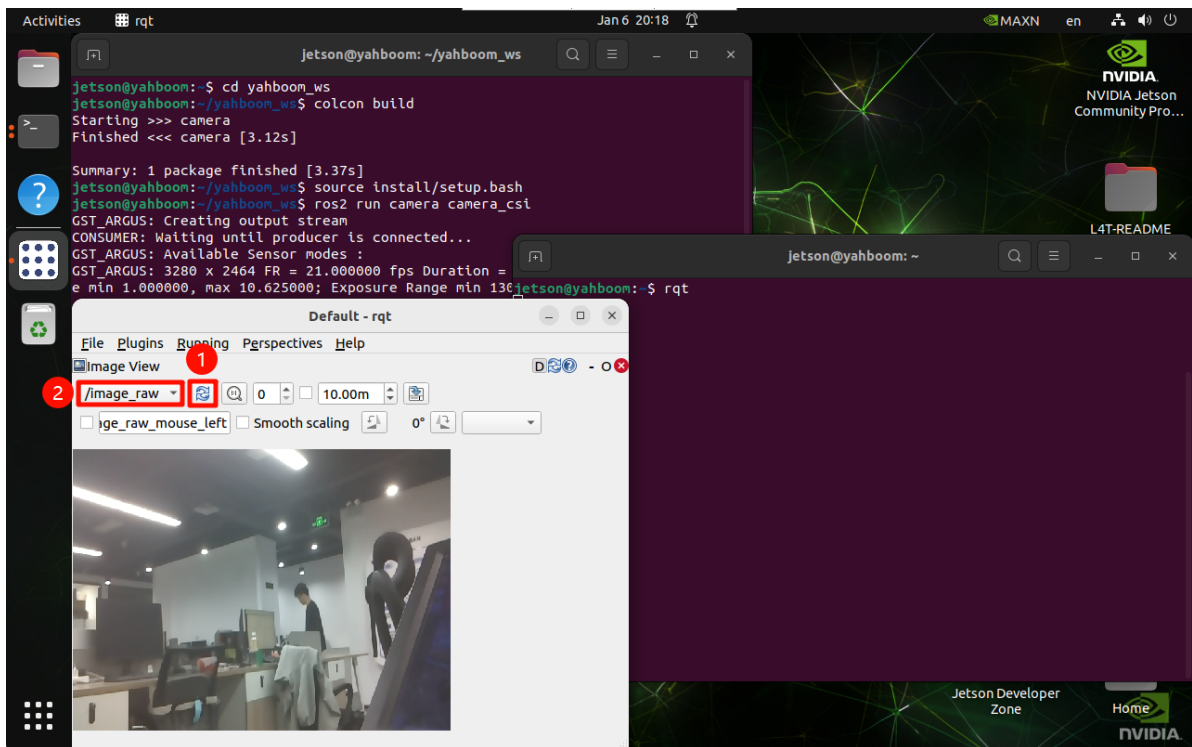 Activities
rqt
Jan 6 20:18
MAXN
en
jetson@yahboom: ~/yahboom_ws
jetson@yahboom:~$ cd yahboom_ws
jetson@yahboom:~/yahboom_ws$ colcon build
Starting >>> camera
Finished <<< camera [3.12s]
Summary: 1 package finished [3.37s]
jetson@yahboom:~/yahboom_ws$ source install/setup.bash
jetson@yahboom:~/yahboom_ws$ ros2 run camera camera_csi
GST_ARGUS: Creating output stream
CONSUMER: Waiting until producer is connected...
GST_ARGUS: Available Sensor modes :
GST_ARGUS: 3280 x 2464 FR = 21.000000 fps Duration =
e min 1.000000, max 10.625000; Exposure Range min 130
NVIDIA
NVIDIA Jetson
Community Pro...
L4T-README
jetson@yahboom: ~
jetson@yahboom:~$ rqt
Default - rqt
File Plugins Running Perspectives Help
1
Image View
D
- O
2
/image_raw
0
10.00m
age_raw_mouse_left
Smooth scaling
0°
Jetson Developer
Zone
Home
NVIDIA